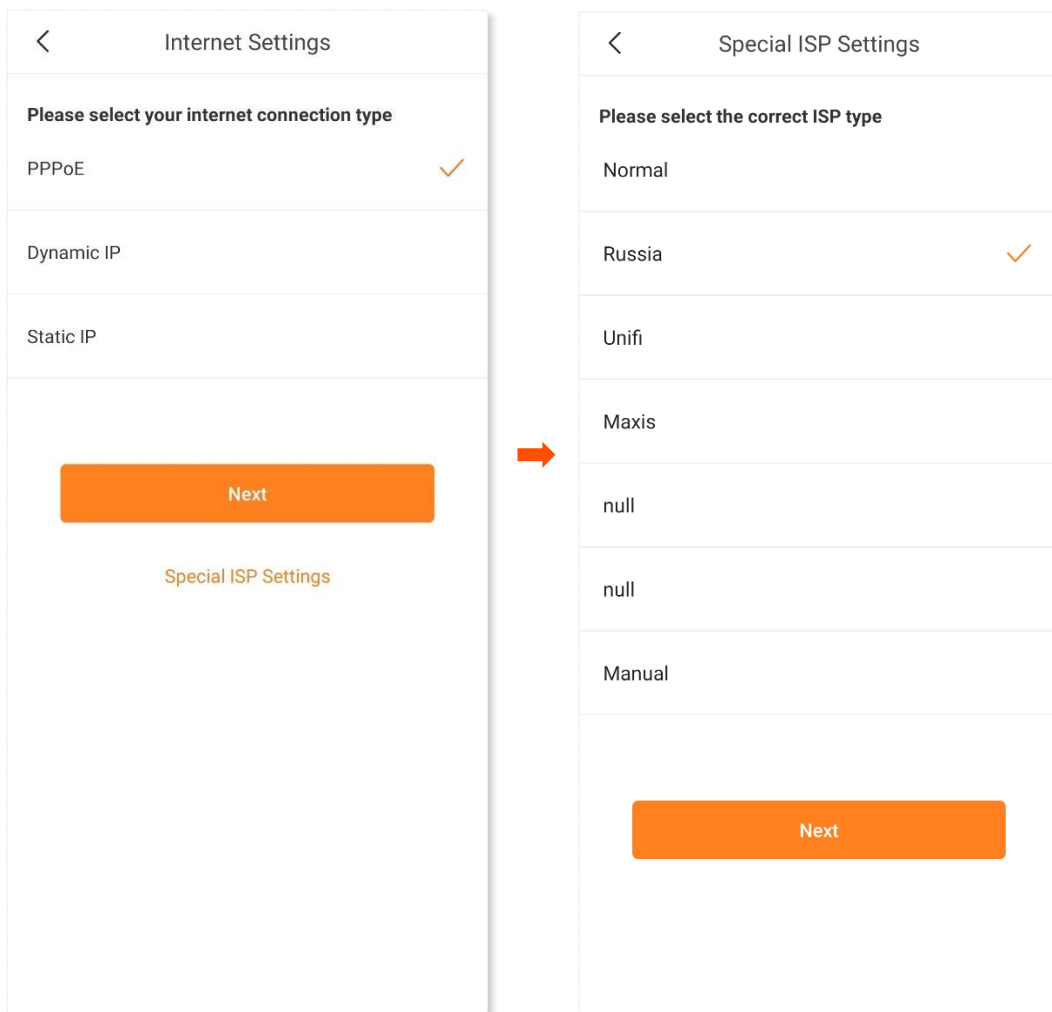 Internet Settings
Please select your internet connection type
PPPoE
Dynamic IP
Static IP
Next
Special ISP Settings
Special ISP Settings
Please select the correct ISP type
Normal
Russia
Unifi
Maxis
null
null
Manual
Next